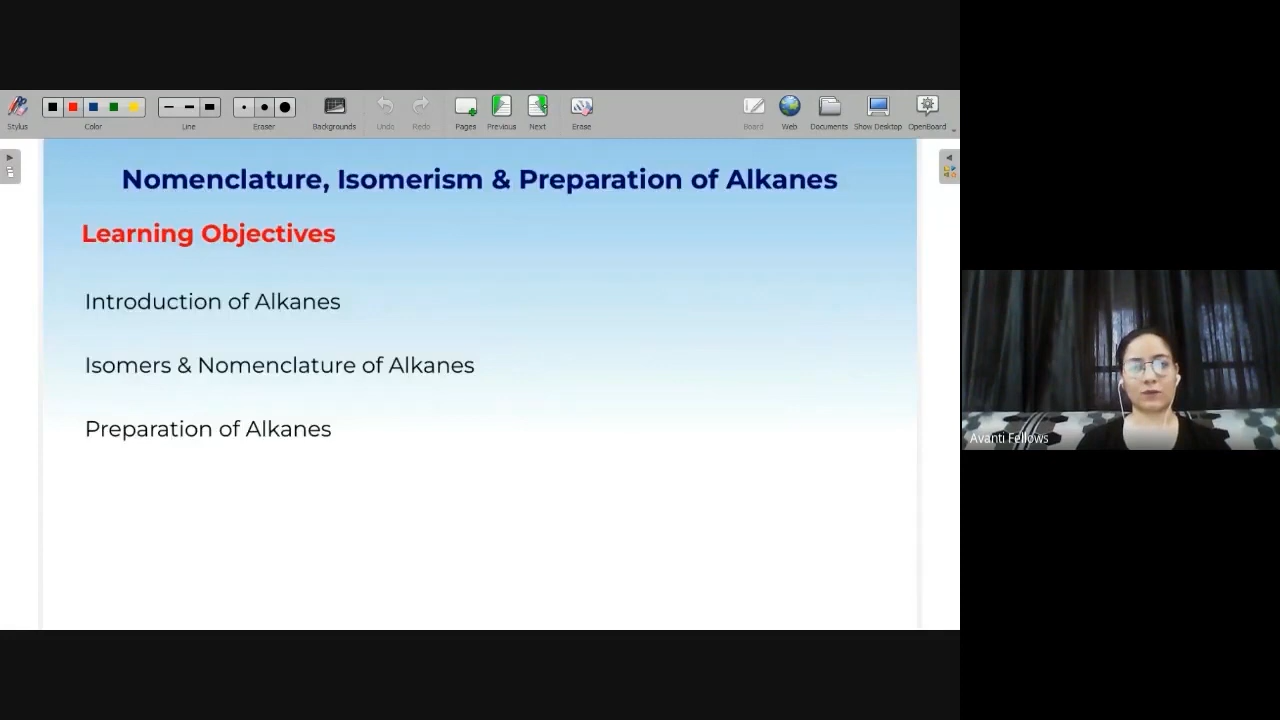 Stylus
Color
Line
Eraser
Backgrounds
Undo
Redo
Pages
Previous
Next
Erase
Board
Web
Documents
Show Desktop
OpenBoard
Nomenclature, Isomerism & Preparation of Alkanes
Learning Objectives
Introduction of Alkanes
Isomers & Nomenclature of Alkanes
Preparation of Alkanes
Avanti Fellows